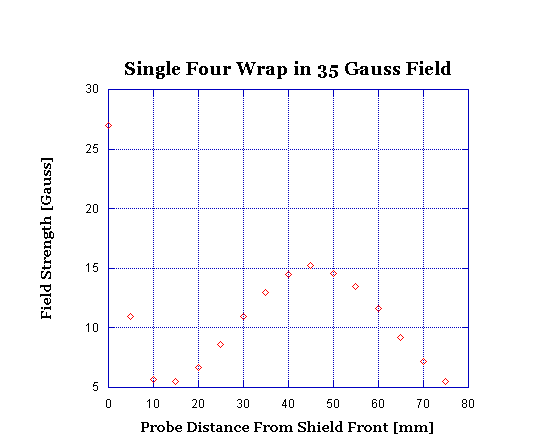 Single Four Wrap in 35 Gauss Field
30
25
20
15
10
5
Field Strength [Gauss]
0 10 20 30 40 50 60 70 80
Probe Distance From Shield Front [mm]